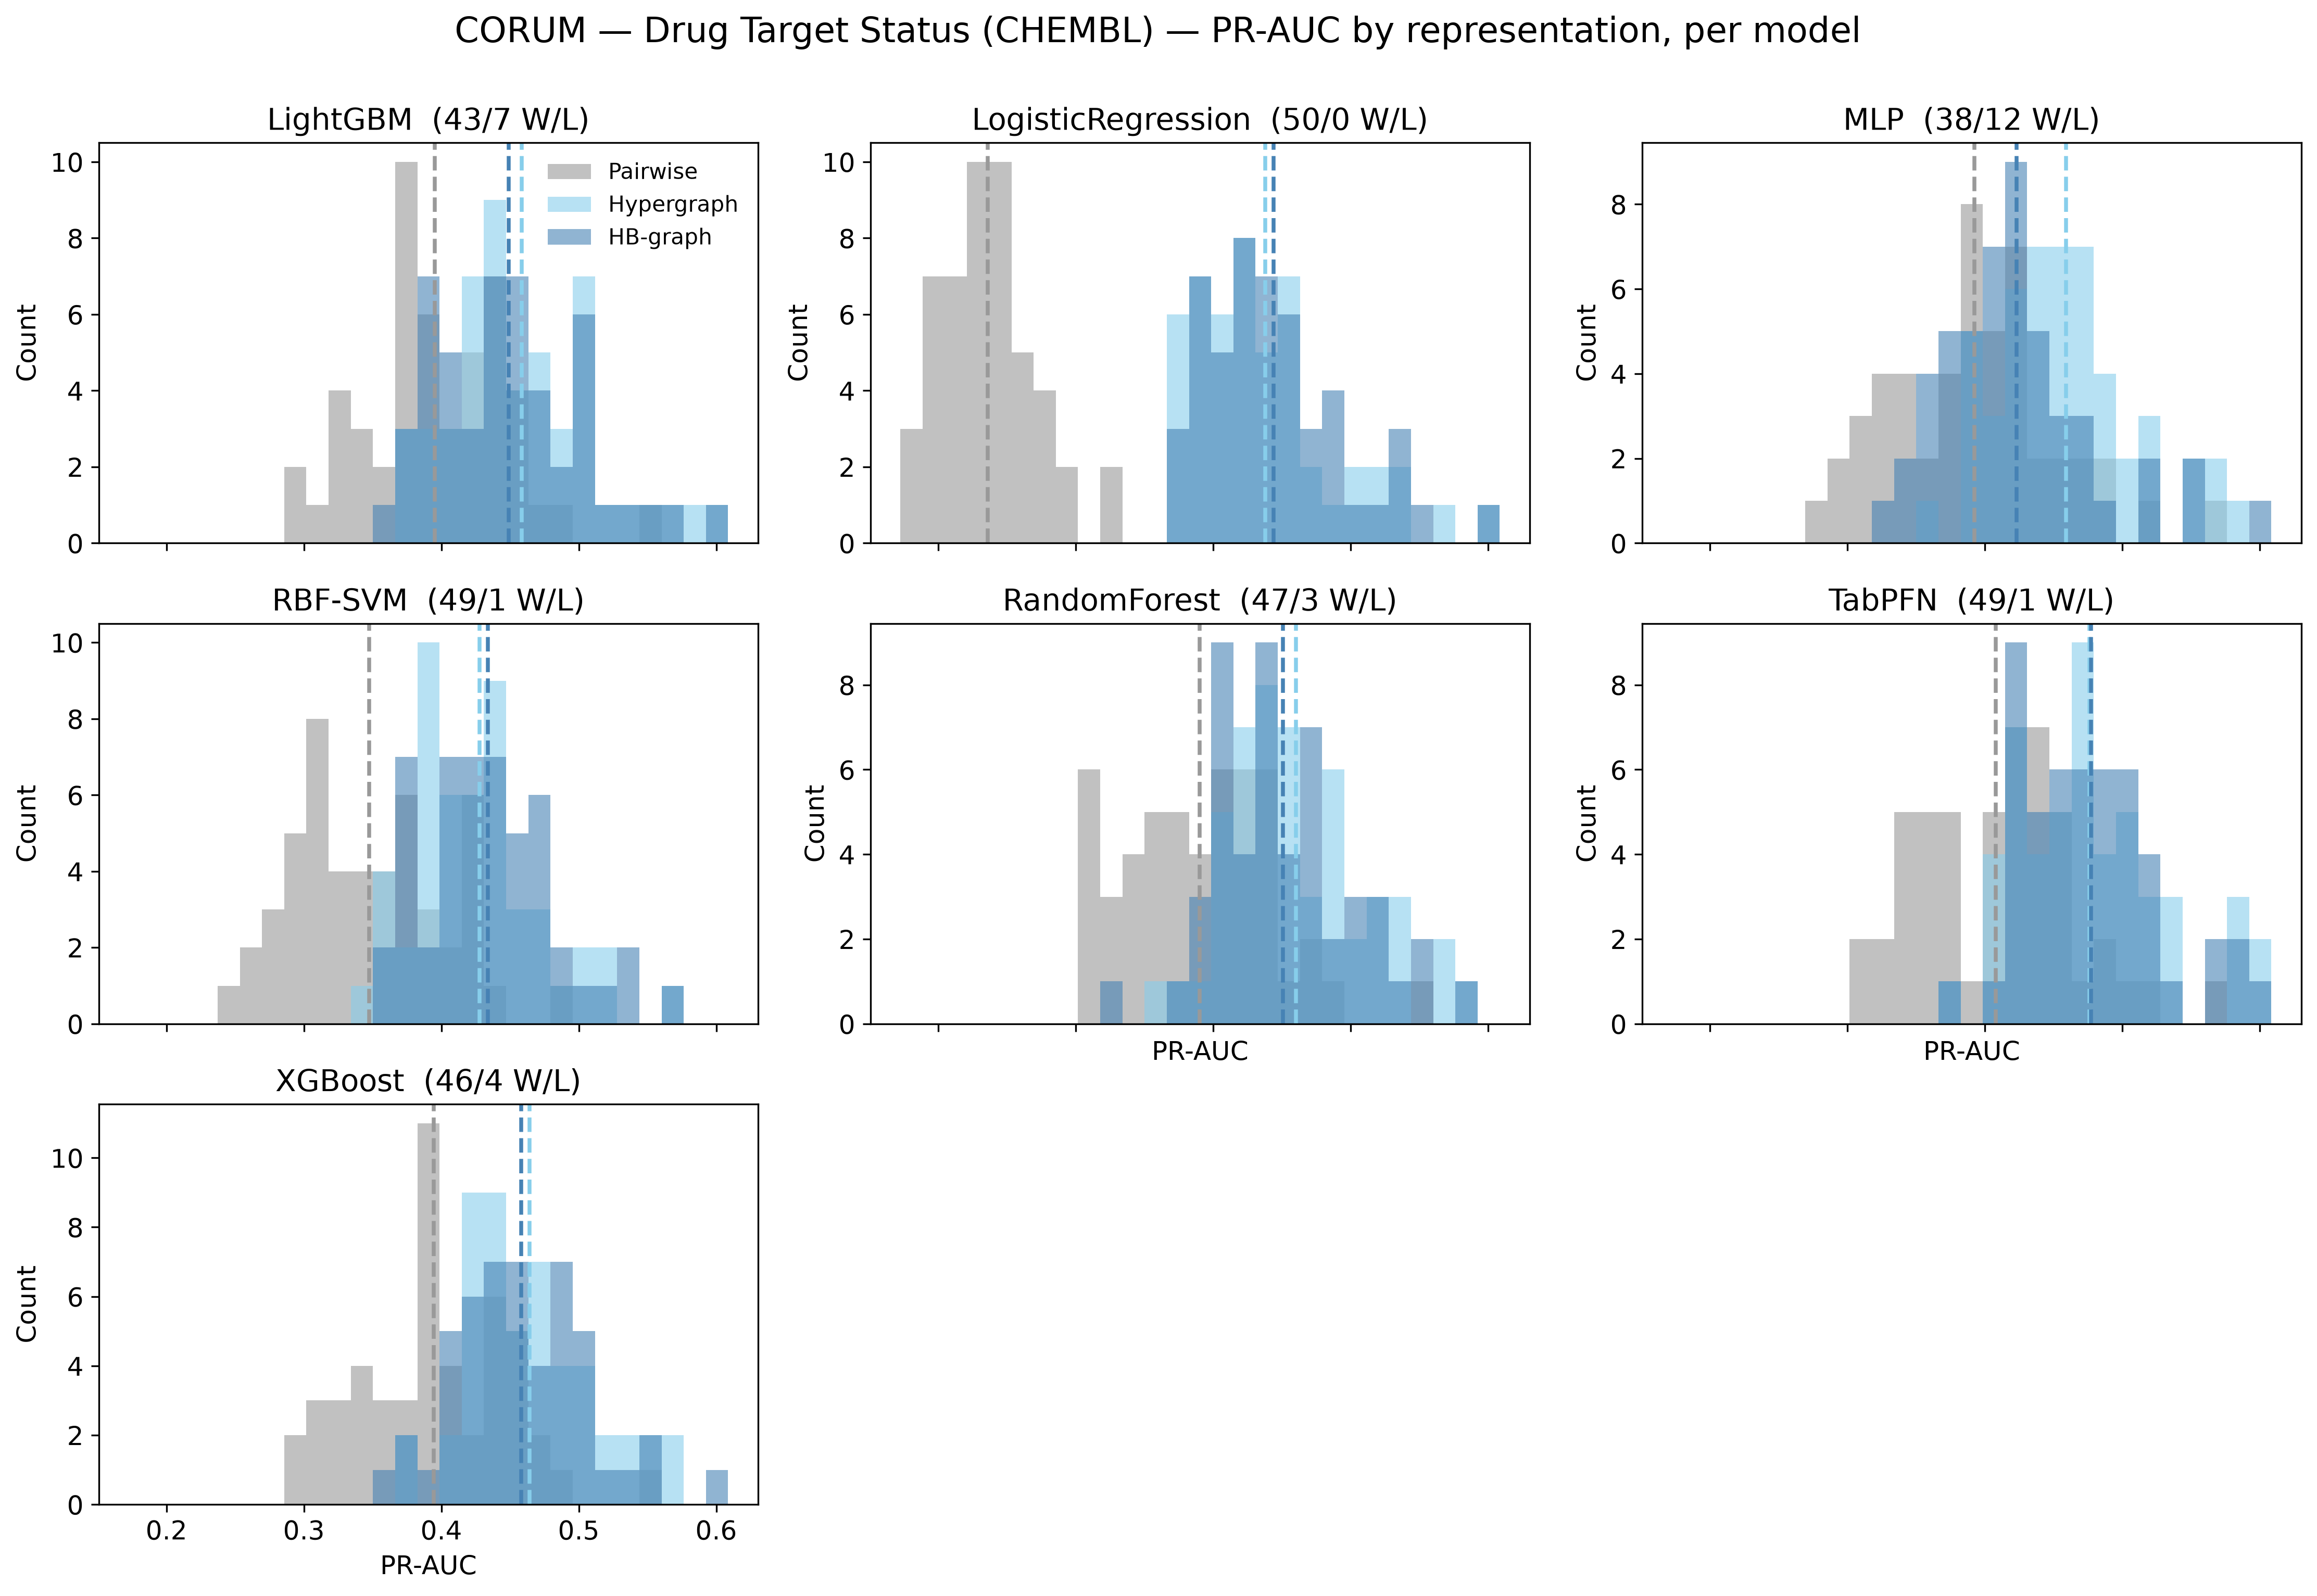 CORUM — Drug Target Status (CHEMBL) — PR-AUC by representation, per model
LightGBM (43/7 W/L)
Count
10
8
6
4
2
0
Pairwise
Hypergraph
HB-graph
LogisticRegression (50/0 W/L)
Count
10
8
6
4
2
0
MLP (38/12 W/L)
Count
8
6
4
2
0
RBF-SVM (49/1 W/L)
Count
10
8
6
4
2
0
RandomForest (47/3 W/L)
Count
8
6
4
2
0
PR-AUC
TabPFN (49/1 W/L)
Count
8
6
4
2
0
PR-AUC
XGBoost (46/4 W/L)
Count
10
8
6
4
2
0
0.2 0.3 0.4 0.5 0.6
PR-AUC